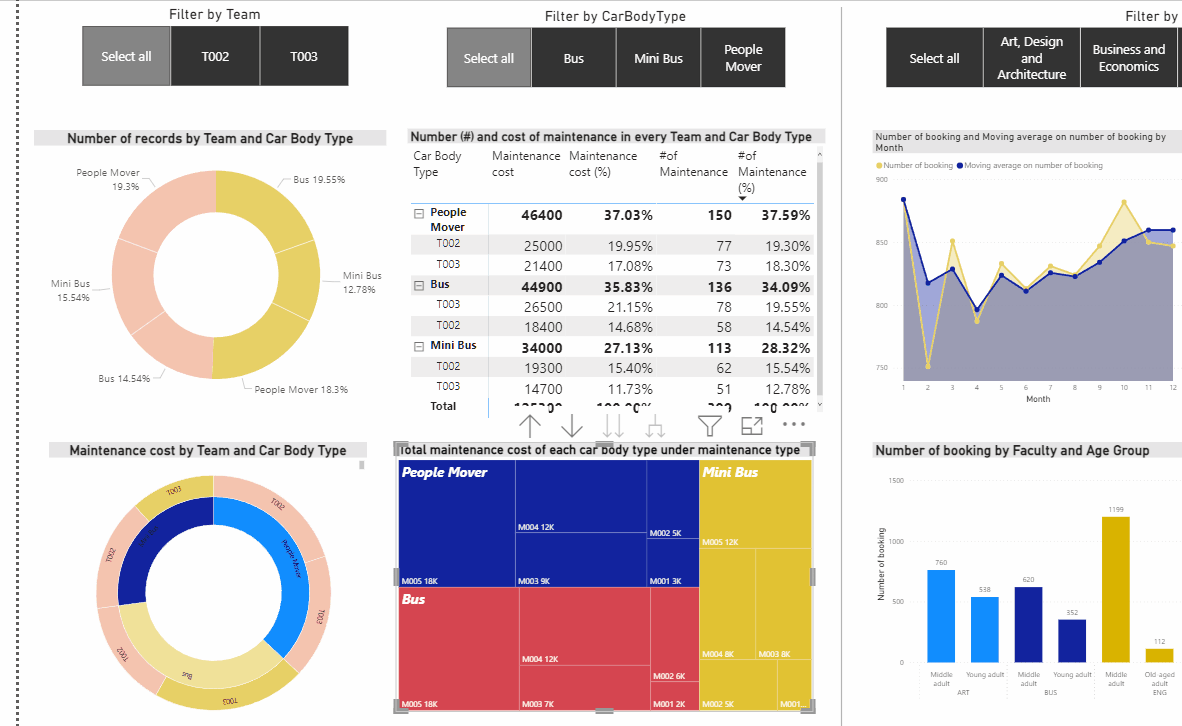 Filter by Team
Select all
T002
T003
Filter by CarBodyType
Select all
Bus
Mini Bus
People
Mover
Filter by
Select all
Art, Design
and
Architecture
Business and
Economics
Number of records by Team and Car Body Type
People Mover
19.3%
Bus 19.55%
Mini Bus
15.54%
Mini Bus
12.78%
Bus 14.54%
People Mover 18.3%
Number (#) and cost of maintenance in every Team and Car Body Type
Car Body Maintenance Maintenance #of #of
Type cost cost (%) Maintenance Maintenance
(%)
People
Mover 46400 37.03% 150 37.59%
T002 25000 19.95% 77 19.30%
T003 21400 17.08% 73 18.30%
Bus 44900 35.83% 136 34.09%
T003 26500 21.15% 78 19.55%
T002 18400 14.68% 58 14.54%
Mini Bus 34000 27.13% 113 28.32%
T002 19300 15.40% 62 15.54%
T003 14700 11.73% 51 12.78%
Total
Number of booking and Moving average on number of booking by
Month
Number of booking Moving average on number of booking
900
850
800
750
1 2 3 4 5 6 7 8 9 10 11 12
Month
Maintenance cost by Team and Car Body Type
T003
T002
T002
People Mover
T003
T002
Bus
T003
Total maintenance cost of each car body type under maintenance type
People Mover
M005 18K
M004 12K
M003 9K
M002 5K
M001 3K
Bus
M005 18K
M004 12K
M003 7K
M002 6K
M001 2K
Mini Bus
M005 12K
M004 8K
M003 8K
M002 5K
M001...
Number of booking by Faculty and Age Group
Number of booking
1500
1000
500
0
760
538
620
352
1199
112
Middle
adult
Young adult
Middle
adult
Young adult
Middle
adult
Old aged
adult
ART
BUS
ENG